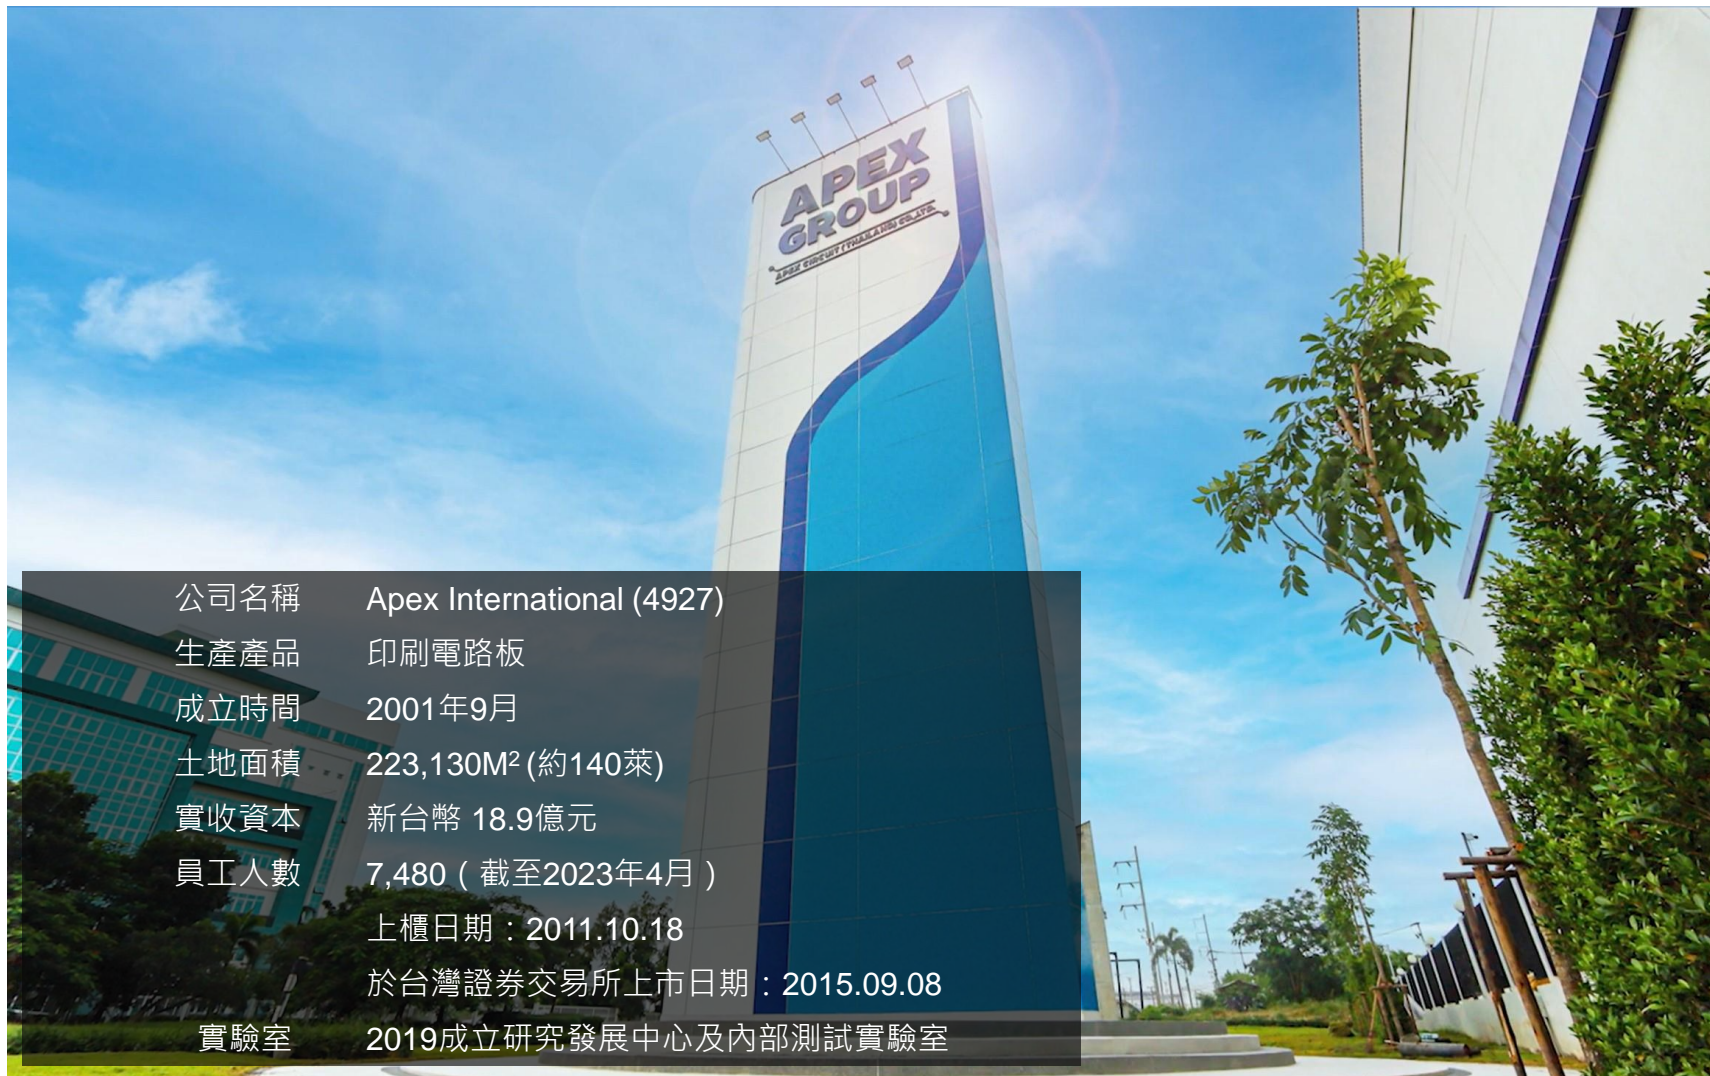 APEX
GROUP
APEX CIRCUIT (THAILAND) CO.,LTD.
公司名稱 Apex International (4927)
生產產品 印刷電路板
成立時間 2001年9月
土地面積 223,130M² (約140萊)
實收資本 新台幣 18.9億元
員工人數 7,480（截至2023年4月）
上櫃日期：2011.10.18
於台灣證券交易所上市日期：2015.09.08
實驗室 2019成立研究發展中心及內部測試實驗室